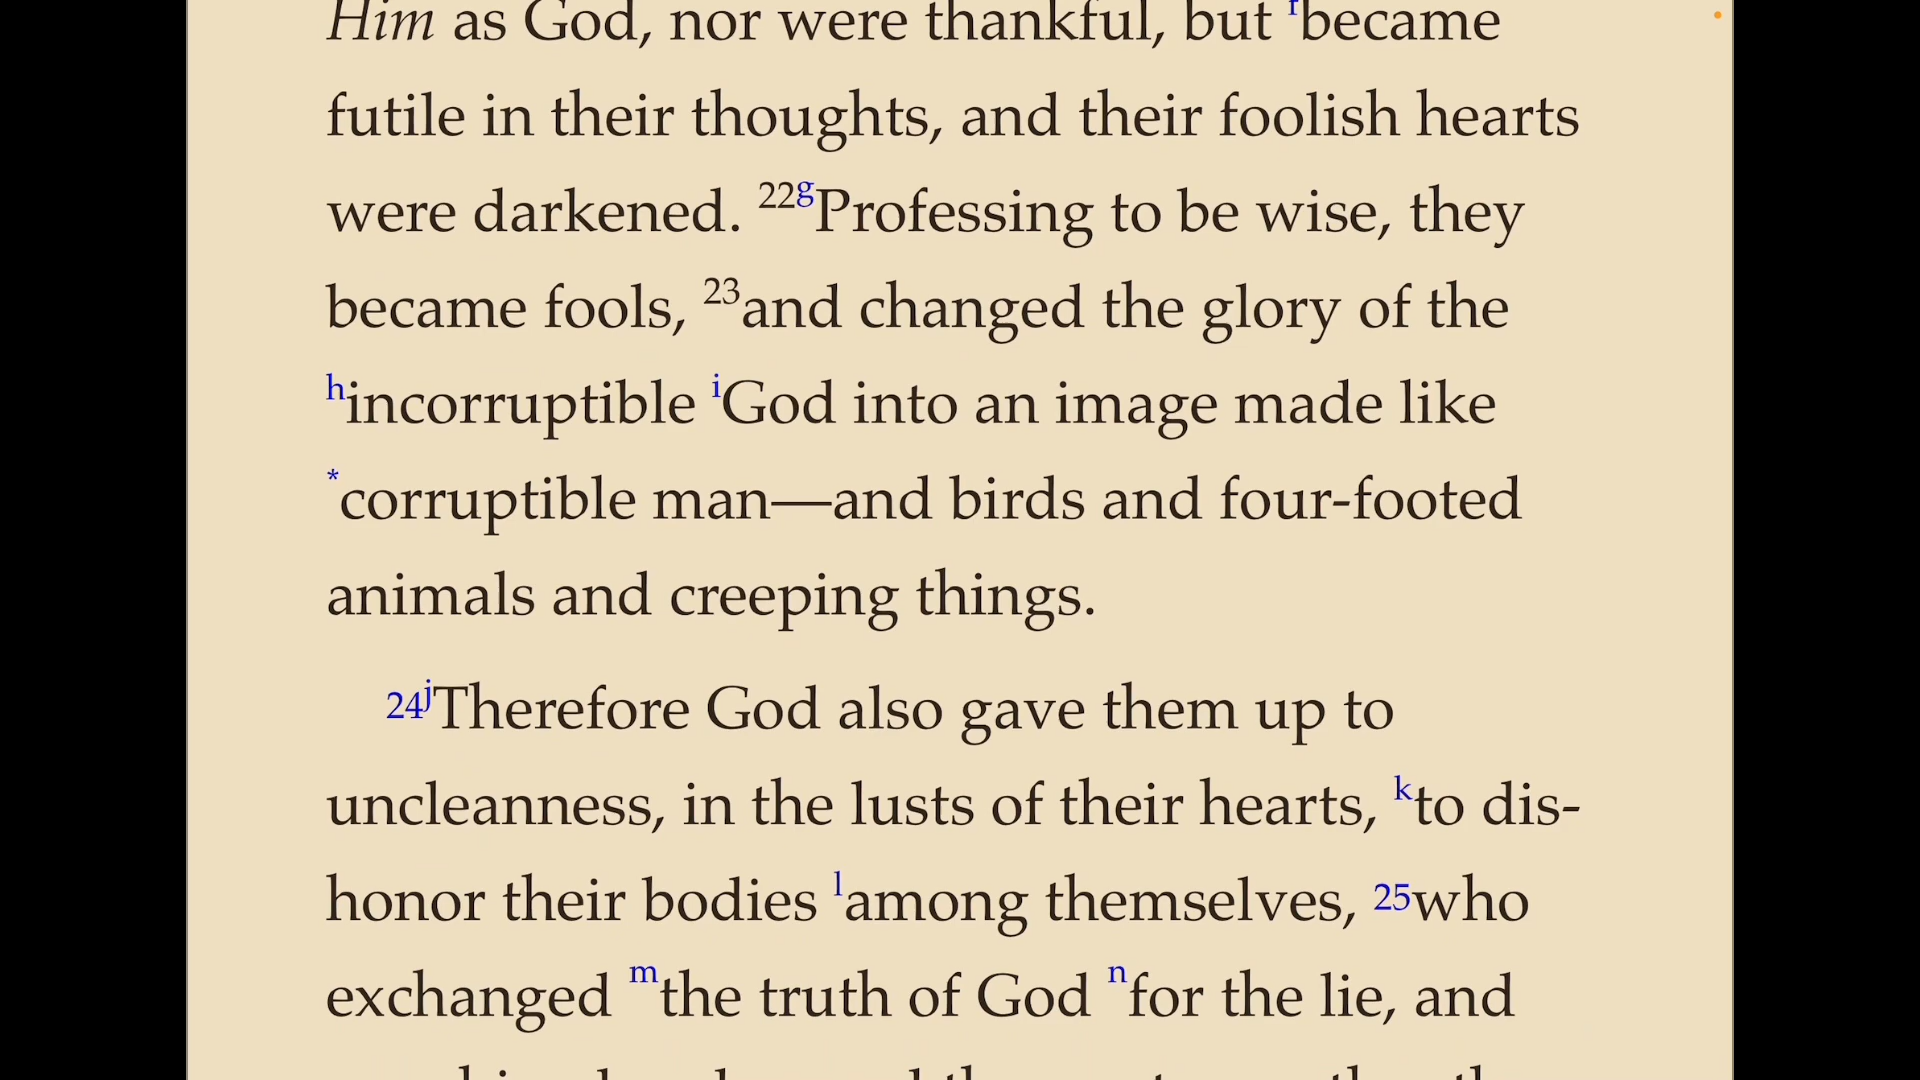 Him as God, nor were thankful, but fbecame
futile in their thoughts, and their foolish hearts
were darkened. 22gProfessing to be wise, they
became fools, 23and changed the glory of the
hincorruptible iGod into an image made like
*corruptible man—and birds and four-footed
animals and creeping things.
24jTherefore God also gave them up to
uncleanness, in the lusts of their hearts, kto dis-
honor their bodies lamong themselves, 25who
exchanged mthe truth of God nfor the lie, and